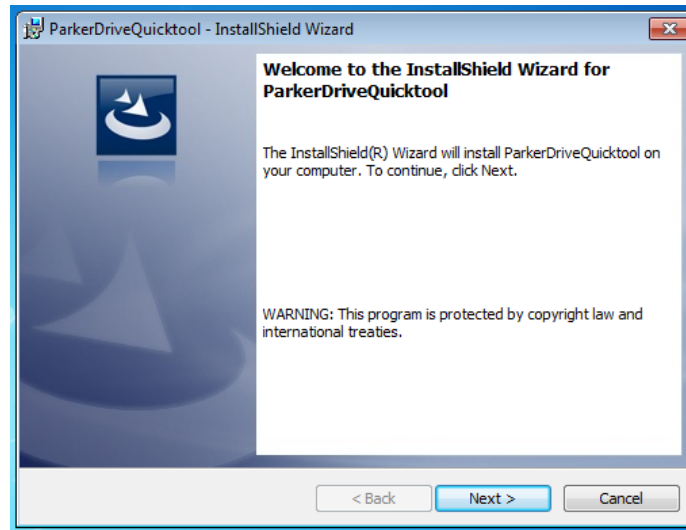 ParkerDriveQuicktool - InstallShield Wizard
Welcome to the InstallShield Wizard for
ParkerDriveQuicktool
The InstallShield(R) Wizard will install ParkerDriveQuicktool on
your computer. To continue, click Next.
WARNING: This program is protected by copyright law and
international treaties.
< Back
Next >
Cancel